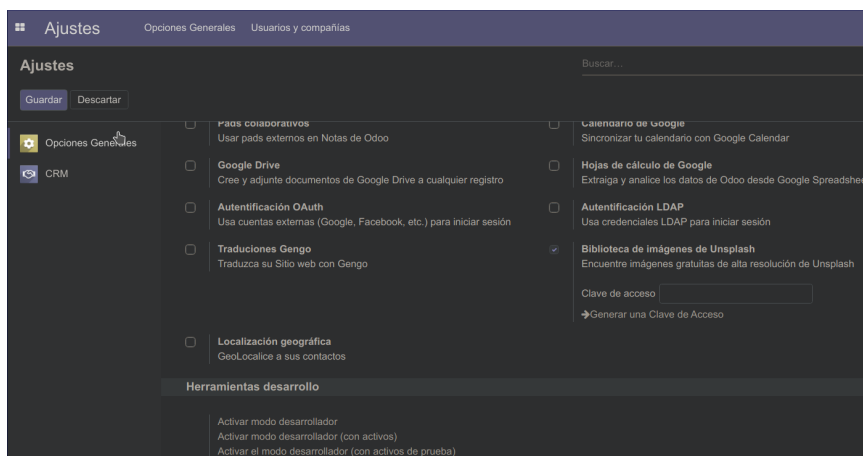 Ajustes Opciones Generales Usuarios y compañías
Ajustes
Buscar...
Guardar Descartar
Opciones Generales
CRM
Pads colaborativos
Usar pads externos en Notas de Odoo
Calendario de Google
Sincronizar tu calendario con Google Calendar
Google Drive
Cree y adjunte documentos de Google Drive a cualquier registro
Hojas de cálculo de Google
Extraiga y analice los datos de Odoo desde Google Spreadshee
Autentificación OAuth
Usa cuentas externas (Google, Facebook, etc.) para iniciar sesión
Autentificación LDAP
Usa credenciales LDAP para iniciar sesión
Traduciones Gengo
Traduzca su Sitio web con Gengo
Biblioteca de imágenes de Unsplash
Encuentre imágenes gratuitas de alta resolución de Unsplash
Clave de acceso
Generar una Clave de Acceso
Localización geográfica
GeoLocalice a sus contactos
Herramientas desarrollo
Activar modo desarrollador
Activar modo desarrollador (con activos)
Activar el modo desarrollador (con activos de prueba)